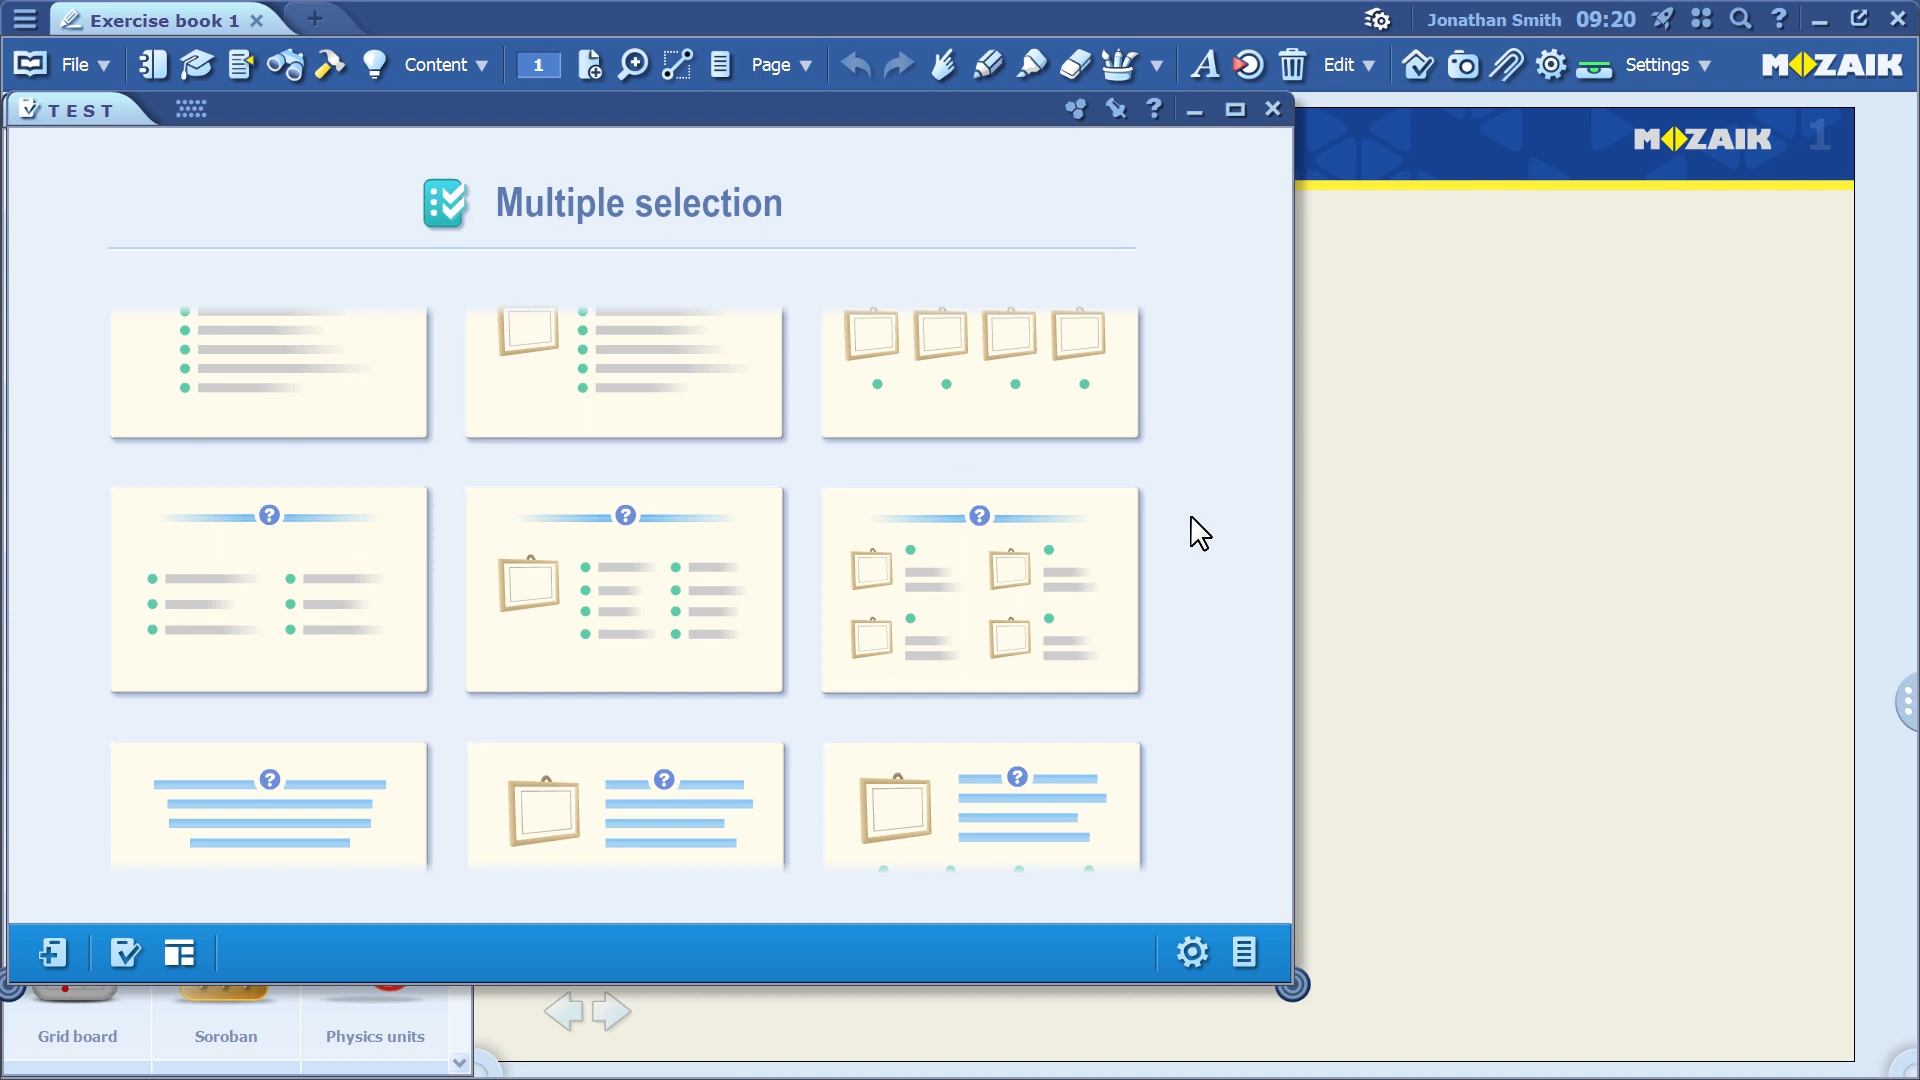 Exercise book 1
Jonathan Smith 09:20
File Content 1 Page Edit Settings MOZAIK
TEST
MOZAIK 1
Multiple selection
Grid board Soroban Physics units